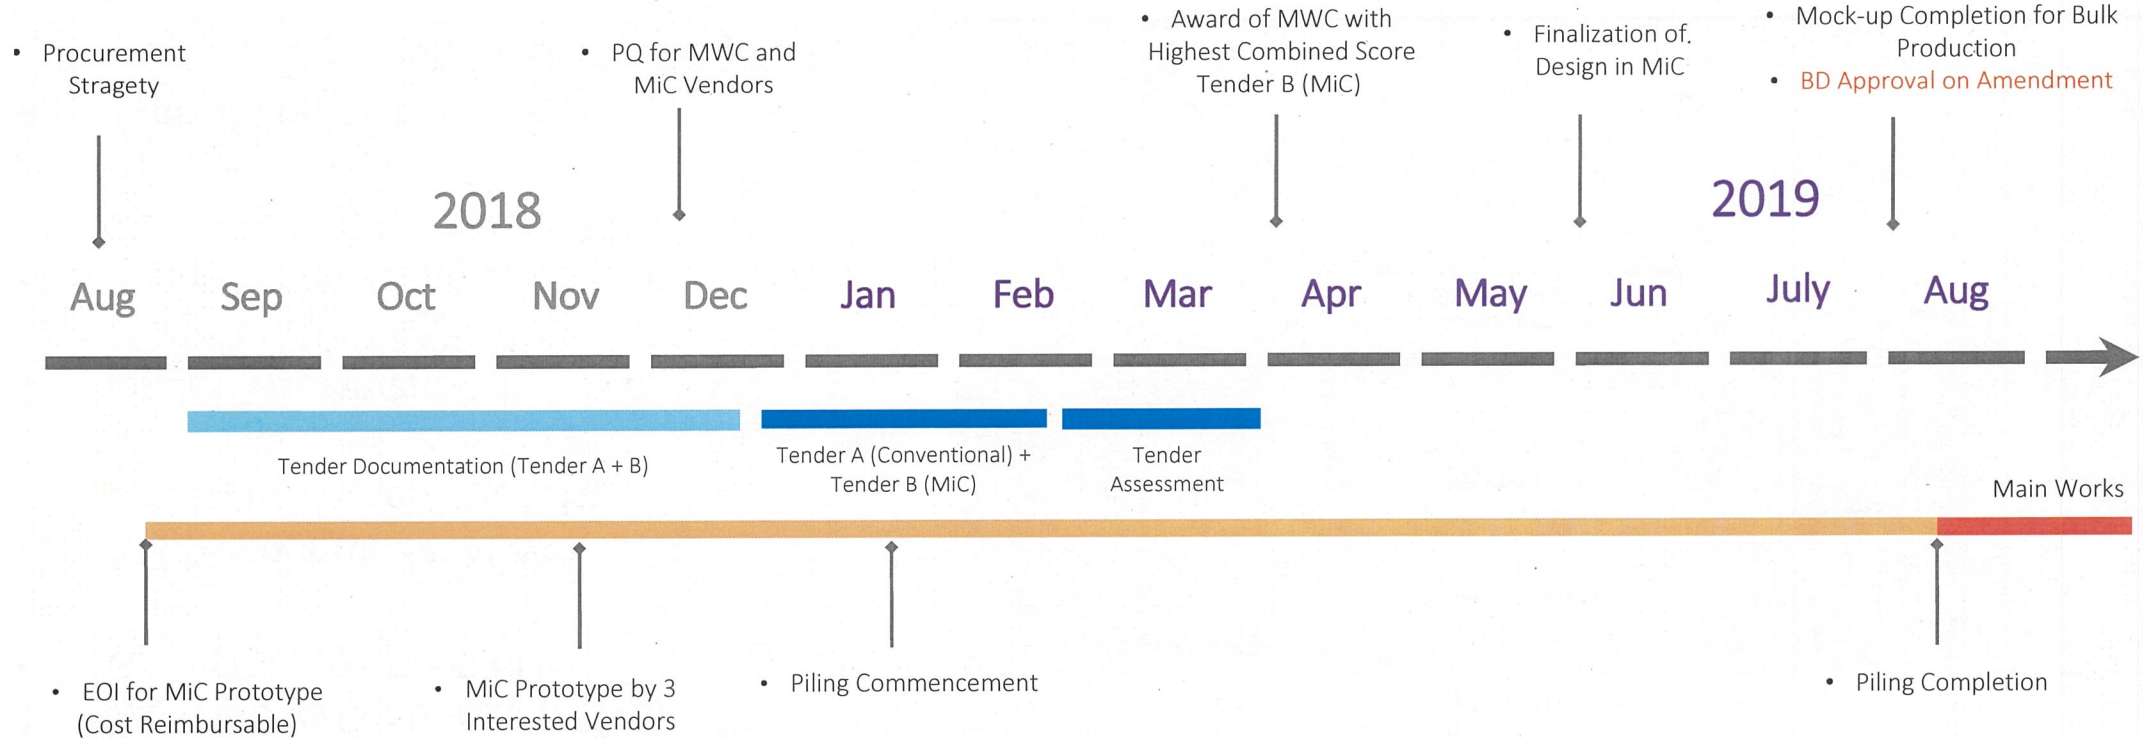 • Procurement
Stragety
• PQ for MWC and
MiC Vendors
• Award of MWC with
Highest Combined Score
Tender B (MiC)
• Finalization of.
Design in MiC
• Mock-up Completion for Bulk
Production
• BD Approval on Amendment
2018
2019
Aug Sep Oct Nov Dec Jan Feb Mar Apr May Jun July Aug
Tender Documentation (Tender A + B)
Tender A (Conventional) +
Tender B (MiC)
Tender
Assessment
Main Works
• EOI for MiC Prototype
(Cost Reimbursable)
• MiC Prototype by 3
Interested Vendors
• Piling Commencement
• Piling Completion